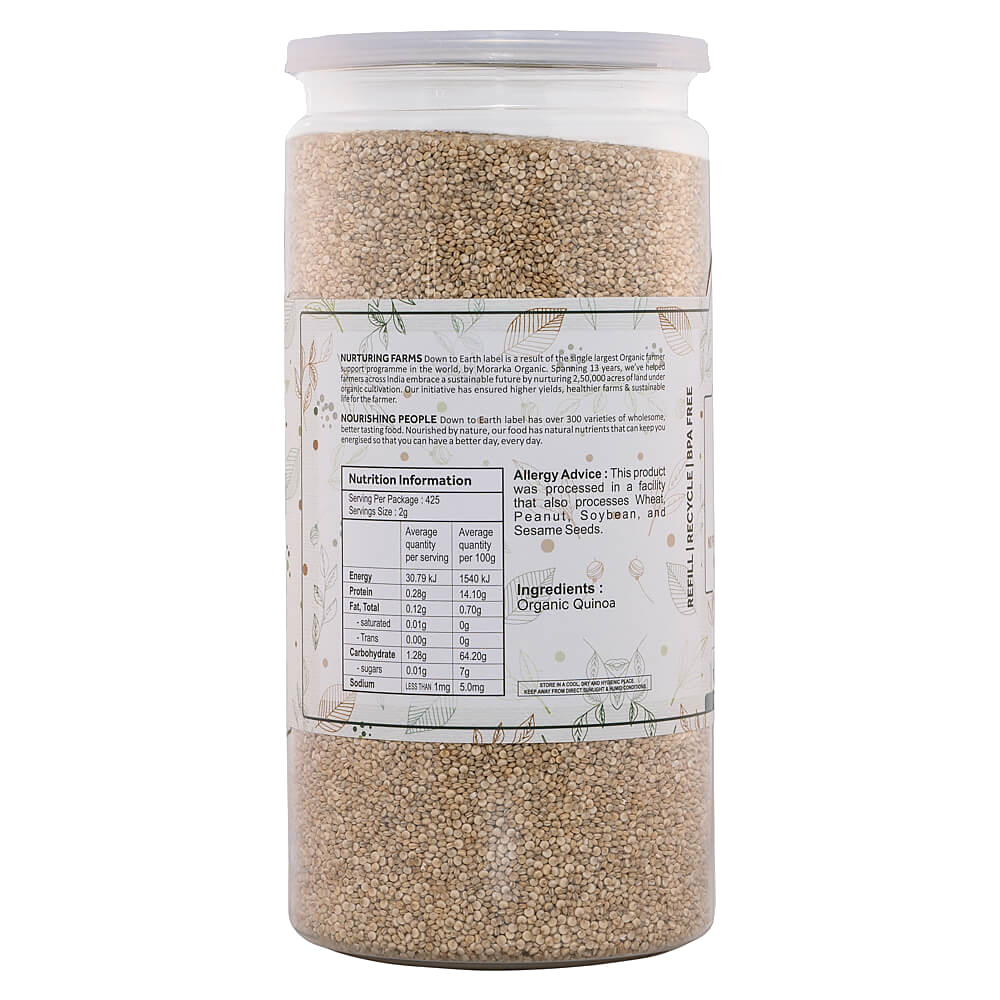 NURTURING FARMS Down to Earth label is a result of the single largest Organic farmer
support programme in the world, by Morarka Organic. Spanning 13 years, we've helped
farmers across India embrace a sustainable future by nurturing 2,50,000 acres of land under
organic cultivation. Our initiative has ensured higher yields, healthier farms & sustainable
life for the farmer.
NOURISHING PEOPLE Down to Earth label has over 300 varieties of wholesome,
better tasting food. Nourished by nature, our food has natural nutrients that can keep you
energised so that you can have a better day, every day.
Nutrition Information
Serving Per Package : 425
Servings Size : 2g
Average Average
quantity quantity
per serving per 100g
Energy 30.79 kJ 1540 kJ
Protein 0.28g 14.10g
Fat, Total 0.12g 0.70g
- saturated 0.01g 0g
- Trans 0.00g 0g
Carbohydrate 1.28g 64.20g
- sugars 0.01g 7g
Sodium LESS THAN 1mg 5.0mg
Allergy Advice : This product
was processed in a facility
that also processes Wheat,
Peanut, Soybean, and
Sesame Seeds.
Ingredients :
Organic Quinoa
STORE IN A COOL, DRY AND HYGIENIC PLACE.
KEEP AWAY FROM DIRECT SUNLIGHT & HUMID CONDITIONS.
REFILL | RECYCLE | BPA FREE